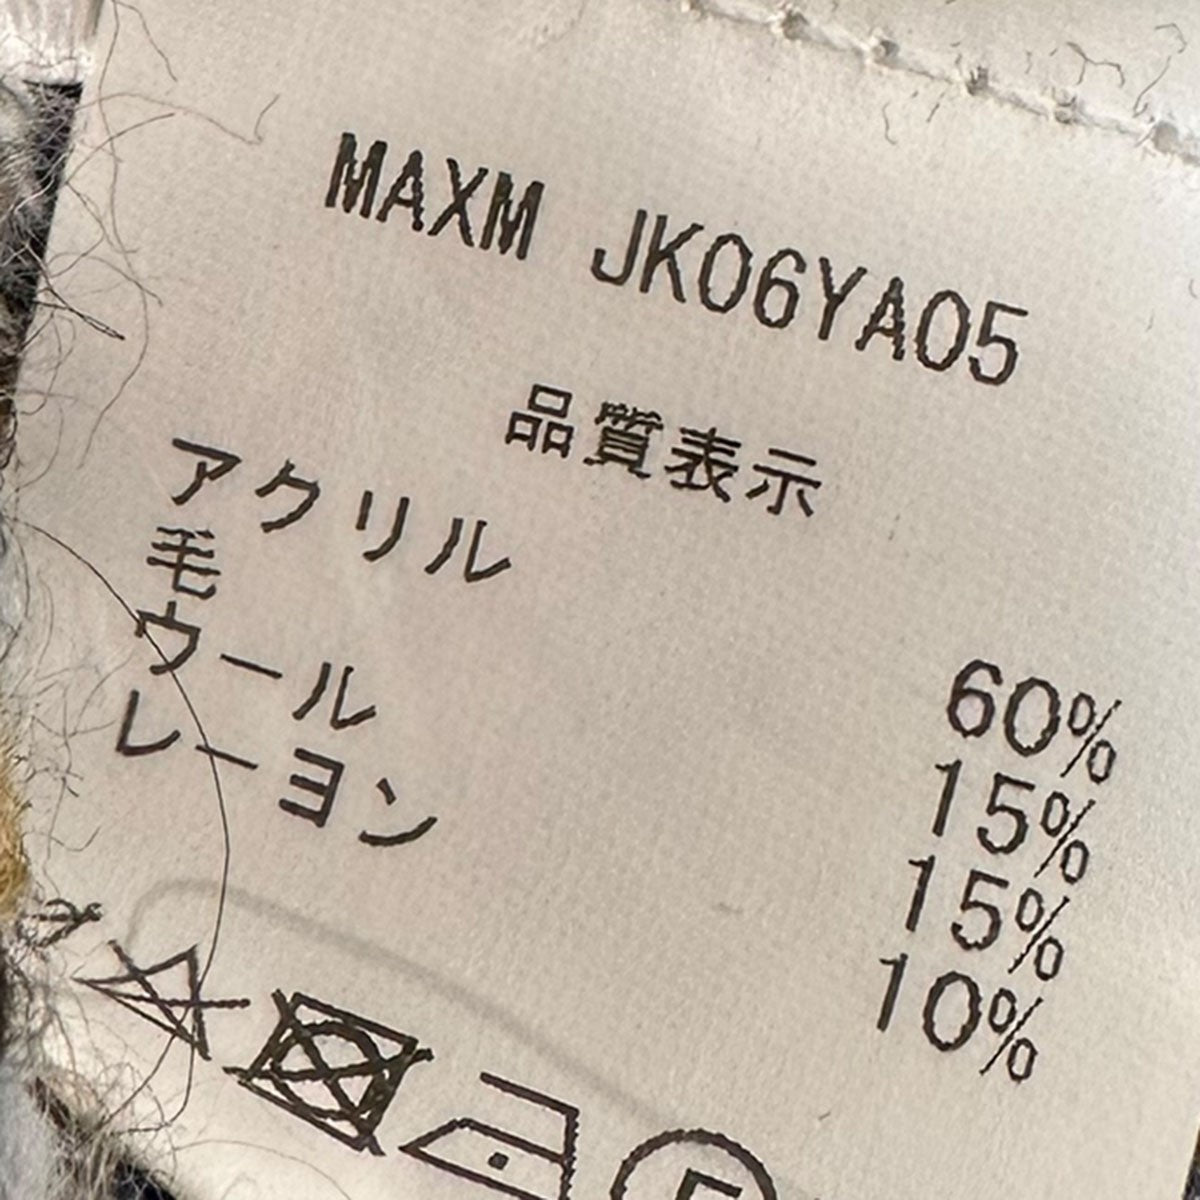 MAXM JK06YA05
品質表示
アクリル 60%
毛 15%
ウール 15%
レーヨン 10%